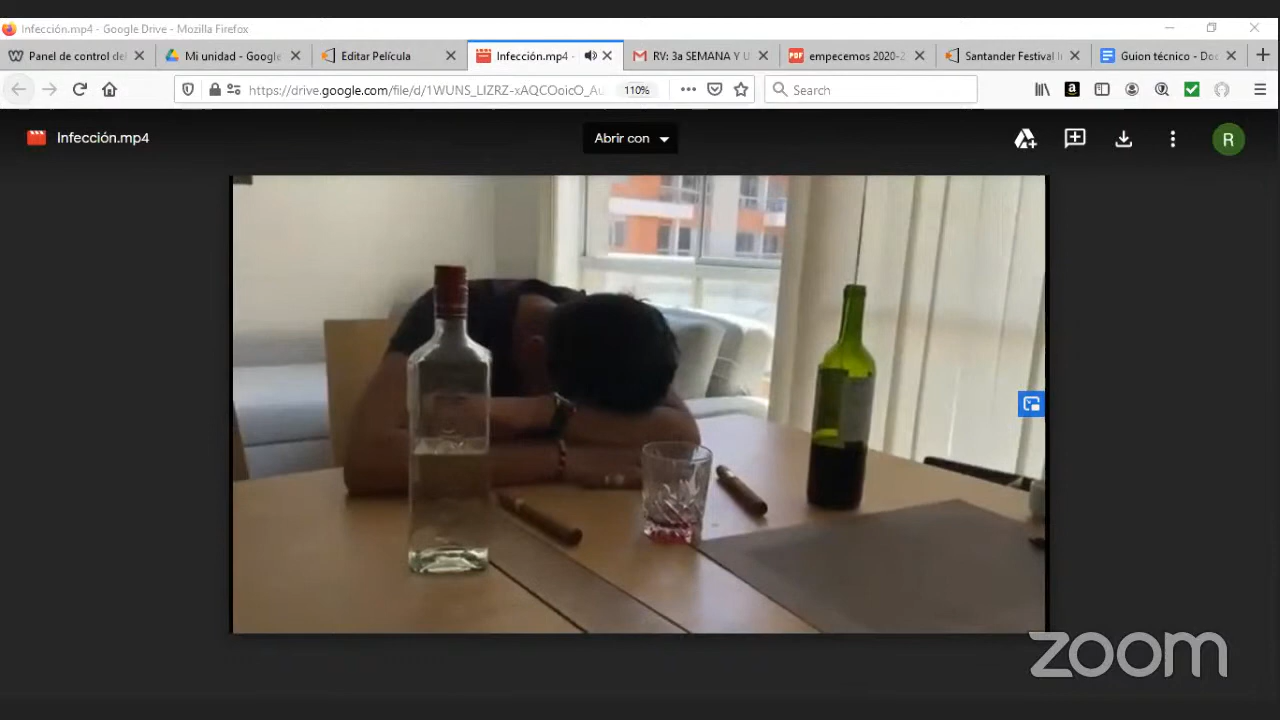 Infección.mp4 - Google Drive - Mozilla Firefox
Panel de control del
Mi unidad - Google
Editar Película
Infección.mp4 -
RV: 3a SEMANA Y U
empecemos 2020-2
Santander Festival In
Guion técnico - Doc
https://drive.google.com/file/d/1WUNS_LIZRZ-xAQCOoicO_Au
110%
Search
Infección.mp4
Abrir con
R
zoom